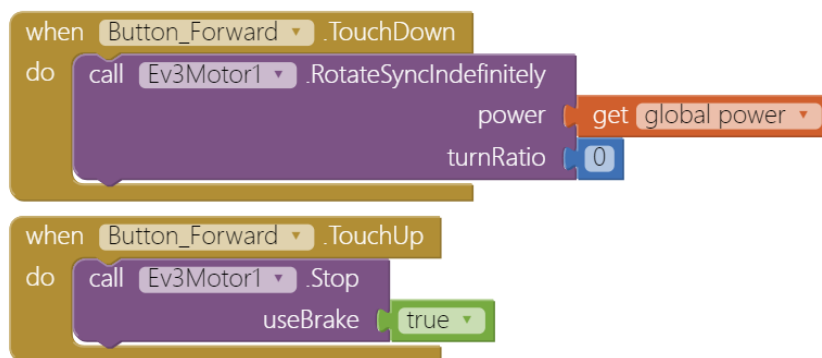 when Button_Forward .TouchDown
do call Ev3Motor1 .RotateSyncIndefinitely
power get global power
turnRatio 0
when Button_Forward .TouchUp
do call Ev3Motor1 .Stop
useBrake true